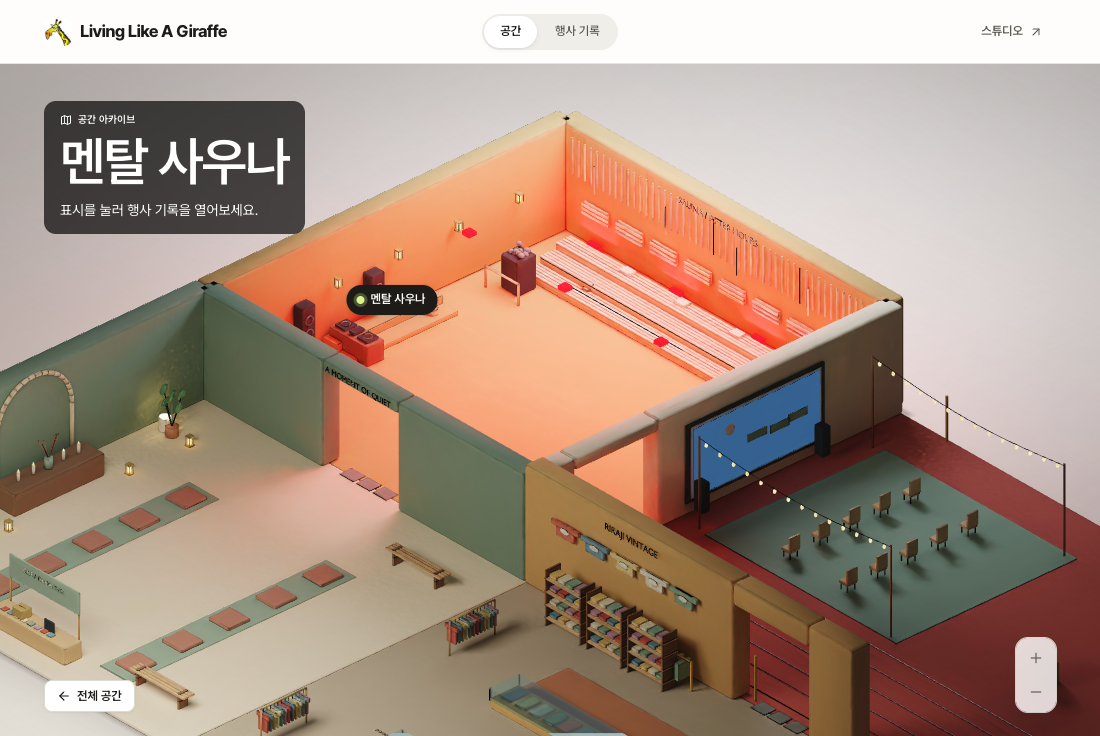 Living Like A Giraffe
공간
행사 기록
스튜디오
공간 아카이브
멘탈 사우나
표시를 눌러 행사 기록을 열어보세요.
멘탈 사우나
A MOMENT OF QUIET
RIRAJI VINTAGE
전체 공간